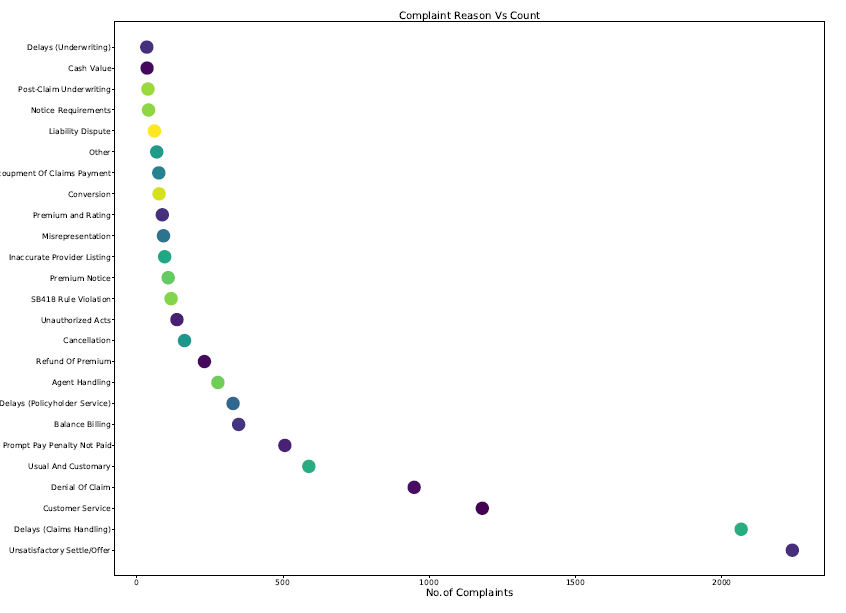 Complaint Reason Vs Count
Delays (Underwriting)
Cash Value
Post-Claim Underwriting
Notice Requirements
Liability Dispute
Other
Of Claims Payment
Conversion
Premium and Rating
Misrepresentation
Inaccurate Provider Listing
Premium Notice
SB418 Rule Violation
Unauthorized Acts
Cancellation
Refund Of Premium
Agent Handling
Delays (Policyholder Service)
Balance Billing
Prompt Pay Penalty Not Paid
Usual And Customary
Denial Of Claim
Customer Service
Delays (Claims Handling)
Unsatisfactory Settle/Offer
0 500 1000 1500 2000
No.of Complaints